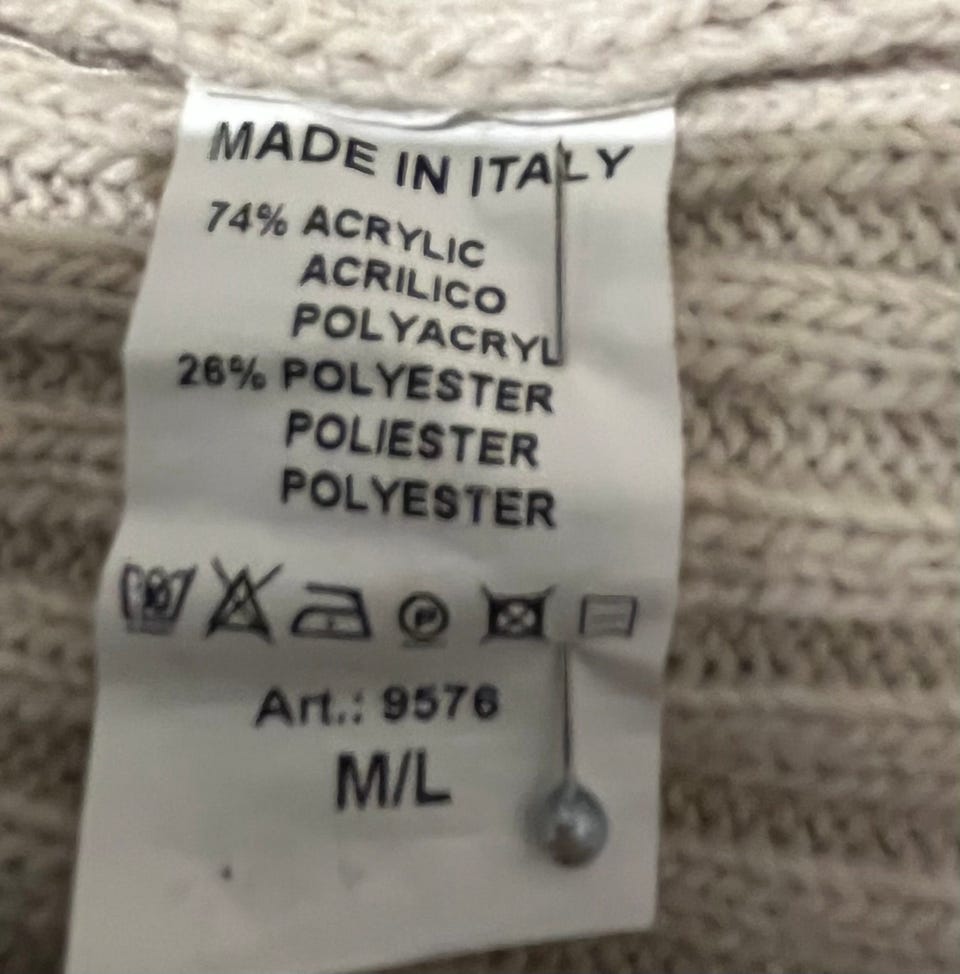 MADE IN ITALY
74% ACRYLIC
ACRILICO
POLYACRYL
26% POLYESTER
POLIESTER
POLYESTER
P
Art.: 9576
M/L